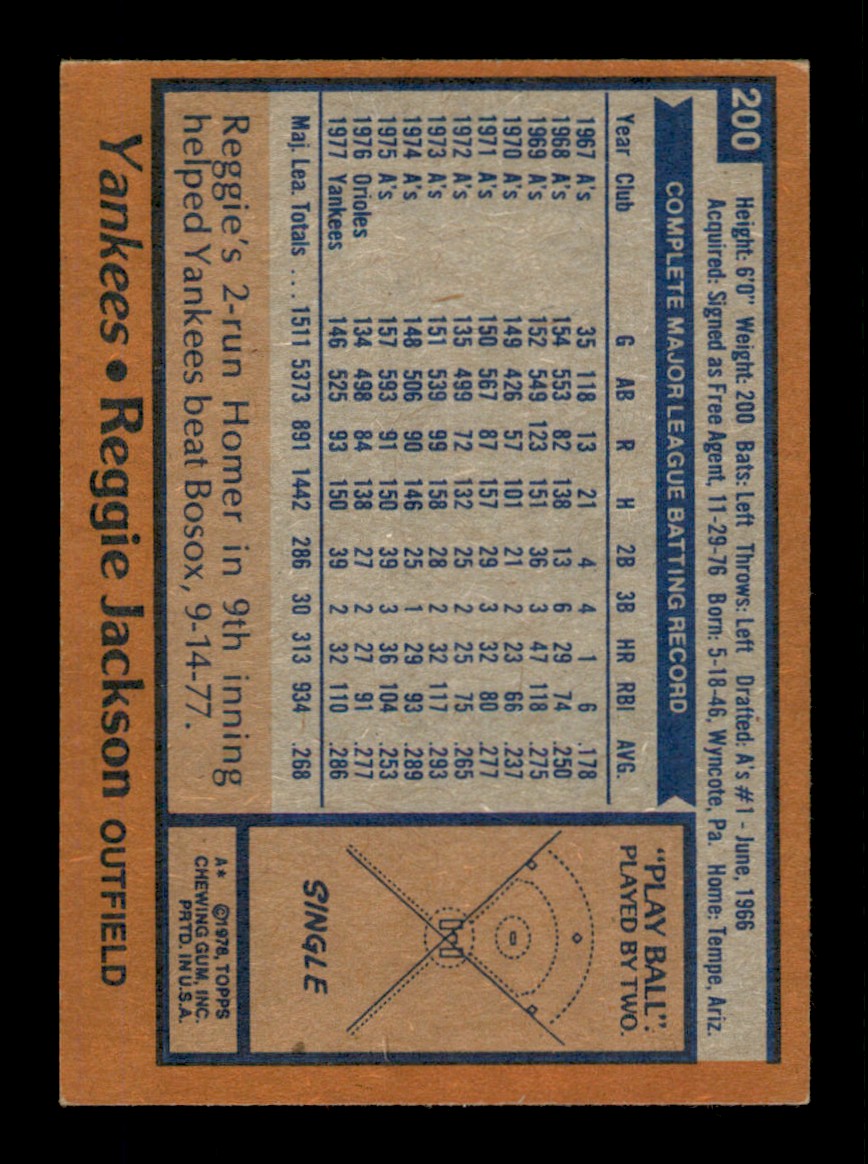 200
Height: 6'0" Weight: 200 Bats: Left Throws: Left Drafted: A's #1 - June, 1966
Acquired: Signed as Free Agent, 11-29-76 Born: 5-18-46, Wyncote, Pa. Home: Tempe, Ariz.
COMPLETE MAJOR LEAGUE BATTING RECORD
Year Club G AB R H 2B 3B HR RBI AVG.
1967 A's 35 118 13 21 4 4 1 6 .178
1968 A's 154 553 82 138 13 6 29 74 .250
1969 A's 152 549 123 151 36 3 47 118 .275
1970 A's 149 426 57 101 21 2 23 66 .237
1971 A's 150 567 87 157 29 3 32 80 .277
1972 A's 135 499 72 132 25 2 25 75 .265
1973 A's 151 539 99 158 28 2 32 117 .293
1974 A's 148 506 90 146 25 1 29 93 .289
1975 A's 157 593 91 150 39 3 36 104 .253
1976 Orioles 134 498 84 138 27 2 27 91 .277
1977 Yankees 146 525 93 150 39 2 32 110 .286
Maj. Lea. Totals ... 1511 5373 891 1442 286 30 313 934 .268
Reggie's 2-run Homer in 9th inning
helped Yankees beat Bosox, 9-14-77.
"PLAY BALL":
PLAYED BY TWO.
SINGLE
A* ©1978, TOPPS
CHEWING GUM, INC.
PRTD. IN U.S.A.
Yankees • Reggie Jackson OUTFIELD